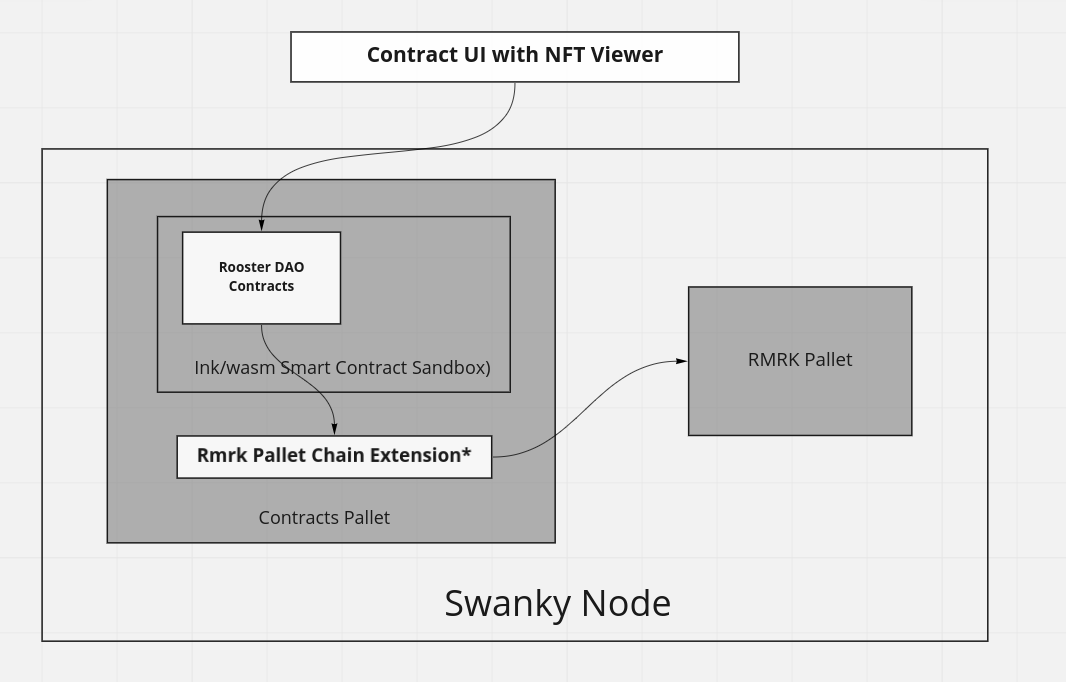 Contract UI with NFT Viewer
Rooster DAO
Contracts
Ink/wasm Smart Contract Sandbox)
Rmrk Pallet Chain Extension*
Contracts Pallet
RMRK Pallet
Swanky Node